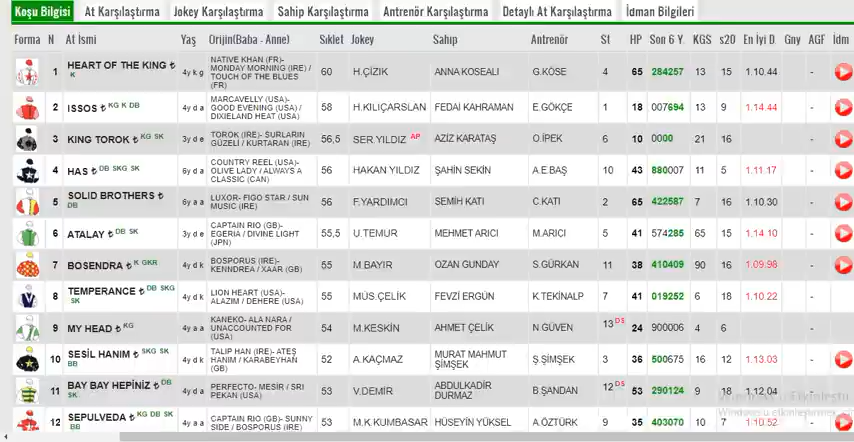 Koşu Bilgisi At Karşılaştırma Jokey Karşılaştırma Sahip Karşılaştırma Antrenör Karşılaştırma Detaylı At Karşılaştırma İdman Bilgileri
Forma N At İsmi Yaş Orijin(Baba - Anne) Sıklet Jokey Sahip Antrenör St HP Son 6 Y. KGS s20 En İyi D. Gny AGF İdm
1 HEART OF THE KING ₺ K 4y k g NATIVE KHAN (FR)- MONDAY MORNING (IRE) / TOUCH OF THE BLUES (FR) 60 H.ÇİZİK ANNA KOSEALI G.KÖSE 4 65 284257 13 15 1.10.44 -
2 ISSOS ₺ KG K DB 4y d a MARCAVELLY (USA)- GOOD EVENING (USA) / DIXIELAND HEAT (USA) 58 H.KILIÇARSLAN FEDAİ KAHRAMAN E.GÖKÇE 1 18 007694 13 9 1.14.44 -
3 KING TOROK ₺ KG SK 3y d e TOROK (IRE)- SURLARIN GÜZELİ / KURTARAN (IRE) 56,5 SER.YILDIZ AP AZİZ KARATAŞ O.İPEK 6 10 0000 21 16 -
4 HAS ₺ DB SKG SK 6y d a COUNTRY REEL (USA)- OLIVE LADY / ALWAYS A CLASSIC (CAN) 56 HAKAN YILDIZ ŞAHİN SEKİN A.E.BAŞ 10 43 880007 11 5 1.11.17 -
5 SOLID BROTHERS ₺ DB 6y a a LUXOR- FIGO STAR / SUN MUSIC (IRE) 56 F.YARDIMCI SEMİH KATI C.KATI 2 65 422587 7 16 1.10.30 -
6 ATALAY ₺ DB SK 3y d e CAPTAIN RIO (GB)- EGERIA / DIVINE LIGHT (JPN) 55,5 U.TEMUR MEHMET ARICI M.ARICI 5 41 574285 65 15 1.14.10 -
7 BOSENDRA ₺ K GKR 4y d k BOSPORUS (IRE)- KENNDREA / XAAR (GB) 55 M.BAYIR OZAN GUNDAY S.GÜRKAN 11 38 410409 90 16 1.09.98 -
8 TEMPERANCE ₺ DB SKG SK 4y d k LION HEART (USA)- ALAZIM / DEHERE (USA) 55 MÜS.ÇELİK FEVZİ ERGÜN K.TEKİNALP 7 41 019252 6 18 1.10.22 -
9 MY HEAD ₺ KG 4y a a KANEKO- ALA NARA / UNACCOUNTED FOR (USA) 54 M.KESKİN AHMET ÇELİK N.GÜVEN 13 DS 24 900006 4 6 -
10 SESİL HANIM ₺ SKG SK BB 4y d k TALIP HAN (IRE)- ATEŞ HANIM / KARABEYHAN (GB) 52 A.KAÇMAZ MURAT MAHMUT ŞİMŞEK Ş.ŞİMŞEK 3 36 500675 16 12 1.13.03 -
11 BAY BAY HEPİNİZ ₺ DB SK 4y a a PERFECTO- MESİR / SRI PEKAN (USA) 53 V.DEMİR ABDULKADİR DURMAZ B.ŞANDAN 12 DS 53 290124 9 18 1.12.04 -
12 SEPULVEDA ₺ KG DB SK BB 4y a a CAPTAIN RIO (GB)- SUNNY SIDE / BOSPORUS (IRE) 53 M.K.KUMBASAR HÜSEYİN YÜKSEL A.ÖZTÜRK 9 35 403070 10 7 1.10.52 -